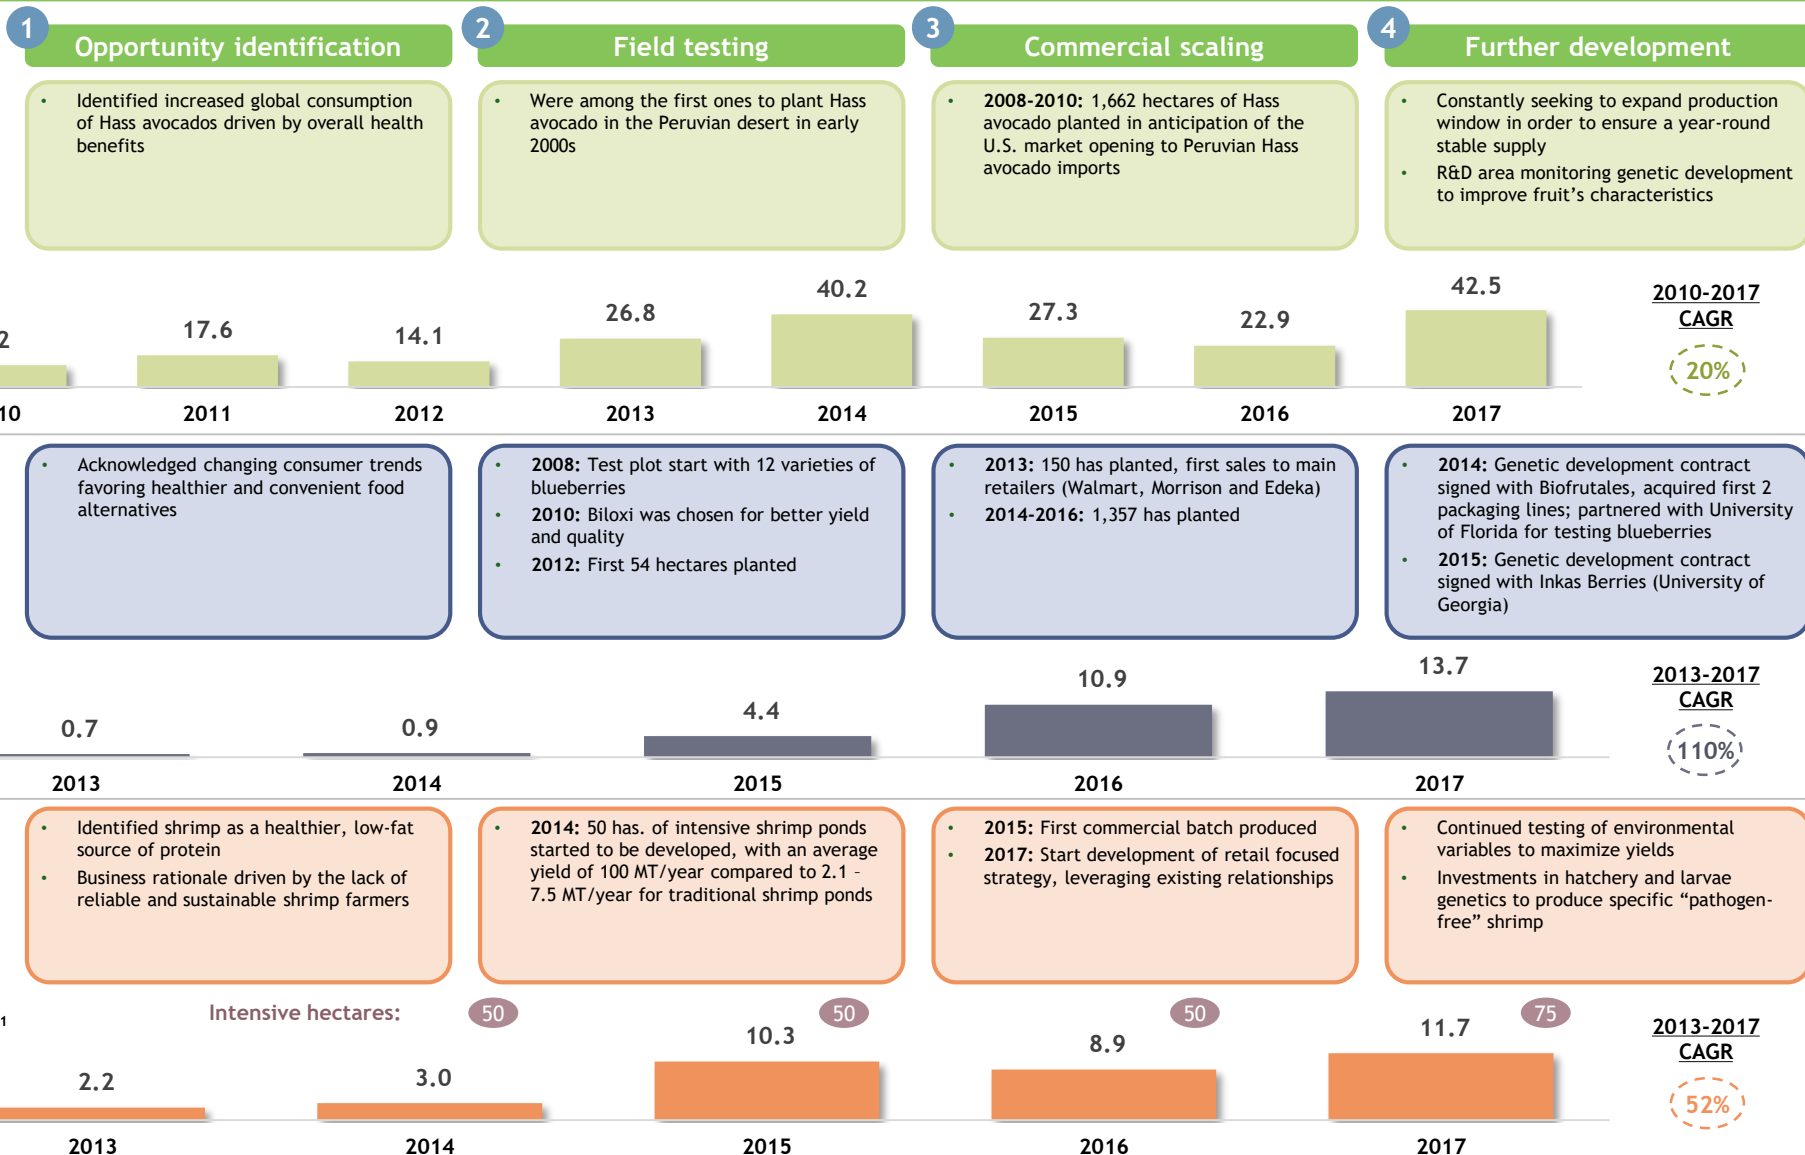 1
Opportunity identification
2
Field testing
3
Commercial scaling
4
Further development
• Identified increased global consumption
of Hass avocados driven by overall health
benefits
• Were among the first ones to plant Hass
avocado in the Peruvian desert in early
2000s
• 2008-2010: 1,662 hectares of Hass
avocado planted in anticipation of the
U.S. market opening to Peruvian Hass
avocado imports
• Constantly seeking to expand production
window in order to ensure a year-round
stable supply
• R&D area monitoring genetic development
to improve fruit's characteristics
2 17.6 14.1 26.8 40.2 27.3 22.9 42.5
10 2011 2012 2013 2014 2015 2016 2017
2010-2017
CAGR
20%
• Acknowledged changing consumer trends
favoring healthier and convenient food
alternatives
• 2008: Test plot start with 12 varieties of
blueberries
• 2010: Biloxi was chosen for better yield
and quality
• 2012: First 54 hectares planted
• 2013: 150 has planted, first sales to main
retailers (Walmart, Morrison and Edeka)
• 2014-2016: 1,357 has planted
• 2014: Genetic development contract
signed with Biofrutales, acquired first 2
packaging lines; partnered with University
of Florida for testing blueberries
• 2015: Genetic development contract
signed with Inkas Berries (University of
Georgia)
0.7 0.9 4.4 10.9 13.7
2013 2014 2015 2016 2017
2013-2017
CAGR
110%
• Identified shrimp as a healthier, low-fat
source of protein
• Business rationale driven by the lack of
reliable and sustainable shrimp farmers
• 2014: 50 has. of intensive shrimp ponds
started to be developed, with an average
yield of 100 MT/year compared to 2.1 –
7.5 MT/year for traditional shrimp ponds
• 2015: First commercial batch produced
• 2017: Start development of retail focused
strategy, leveraging existing relationships
• Continued testing of environmental
variables to maximize yields
• Investments in hatchery and larvae
genetics to produce specific “pathogen-
free” shrimp
1
Intensive hectares: 50 50 50 75
2.2 3.0 10.3 8.9 11.7
2013 2014 2015 2016 2017
2013-2017
CAGR
52%